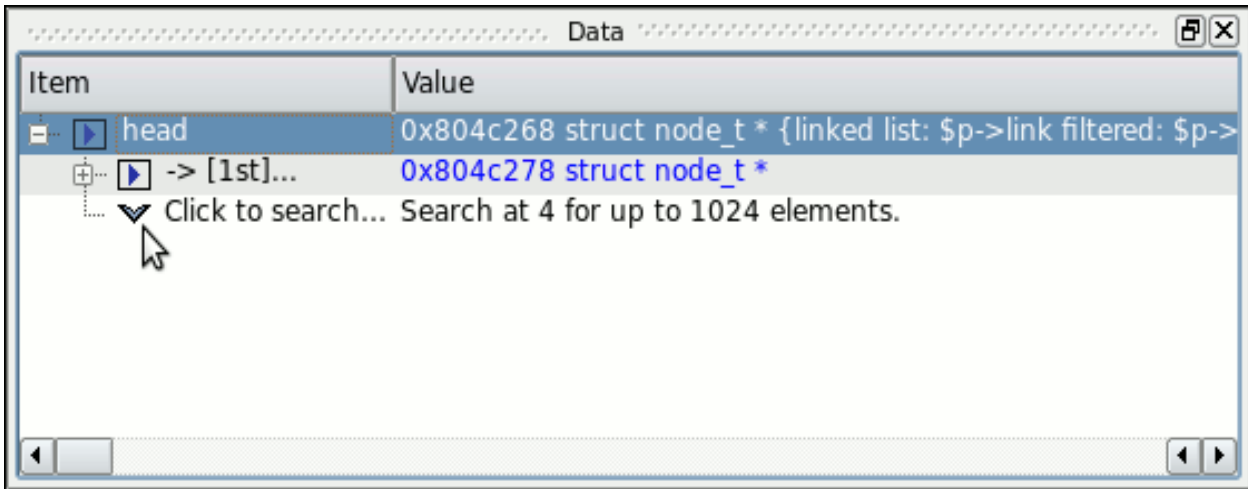 Data
Item Value
head 0x804c268 struct node_t * {linked list: $p->link filtered: $p->
-> [1st]... 0x804c278 struct node_t *
Click to search... Search at 4 for up to 1024 elements.